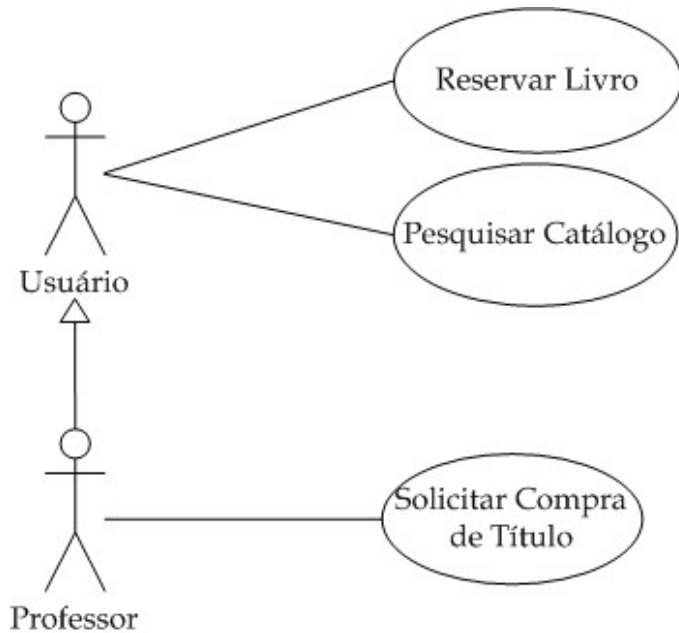 Reservar Livro
Pesquisar Catálogo
Usuário
Solicitar Compra
de Título
Professor